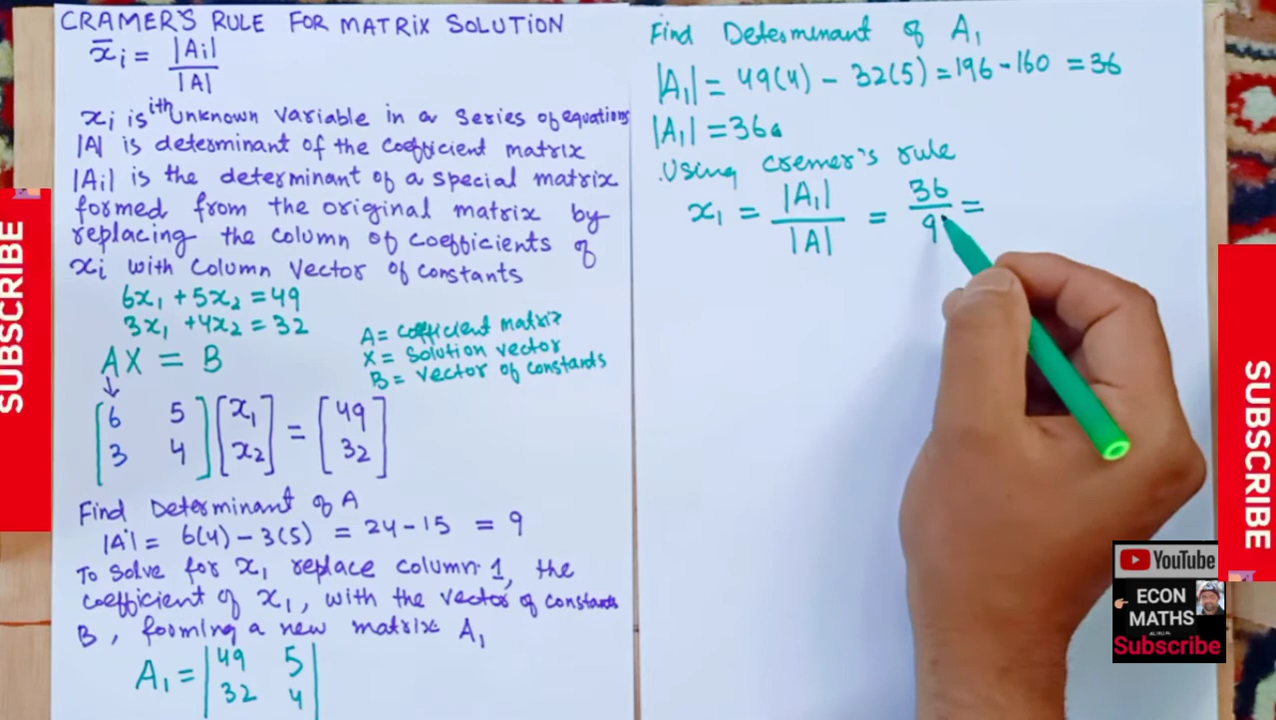 CRAMER'S RULE FOR MATRIX SOLUTION
x̄i = |Ai| / |A|
xi is ith unknown variable in a series of equations
|A| is determinant of the coefficient matrix
|Ai| is the determinant of a special matrix
formed from the original matrix by
replacing the column of coefficients of
xi with column vector of constants
6x₁ + 5x₂ = 49
3x₁ + 4x₂ = 32
AX = B
A = coefficient matrix
X = solution vector
B = vector of constants
[6 5] [x₁] = [49]
[3 4] [x₂] [32]
Find Determinant of A
|A| = 6(4) - 3(5) = 24 - 15 = 9
To solve for x₁ replace column 1, the
coefficient of x₁, with the vector of constants
B, forming a new matrix A₁
A₁ = |49 5|
|32 4|
Find Determinant of A₁
|A₁| = 49(4) - 32(5) = 196 - 160 = 36
|A₁| = 36
Using cremer's rule
x₁ = |A₁| / |A| = 36 / 9 =
SUBSCRIBE
SUBSCRIBE
YouTube
ECON
MATHS
Subscribe